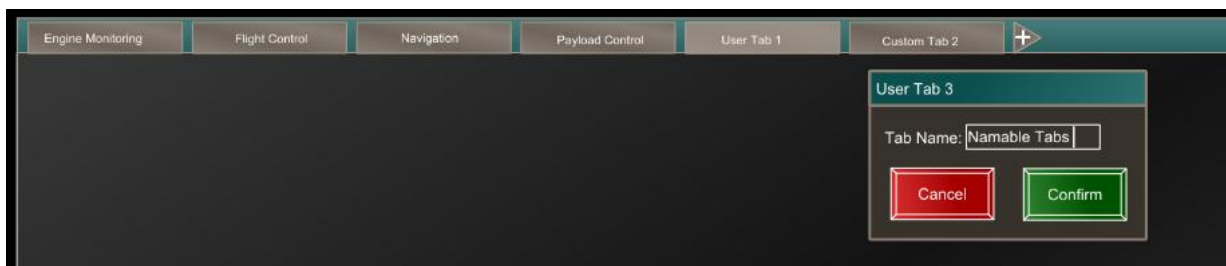 Engine Monitoring
Flight Control
Navigation
Payload Control
User Tab 1
Custom Tab 2
User Tab 3
Tab Name: Namable Tabs
Cancel
Confirm